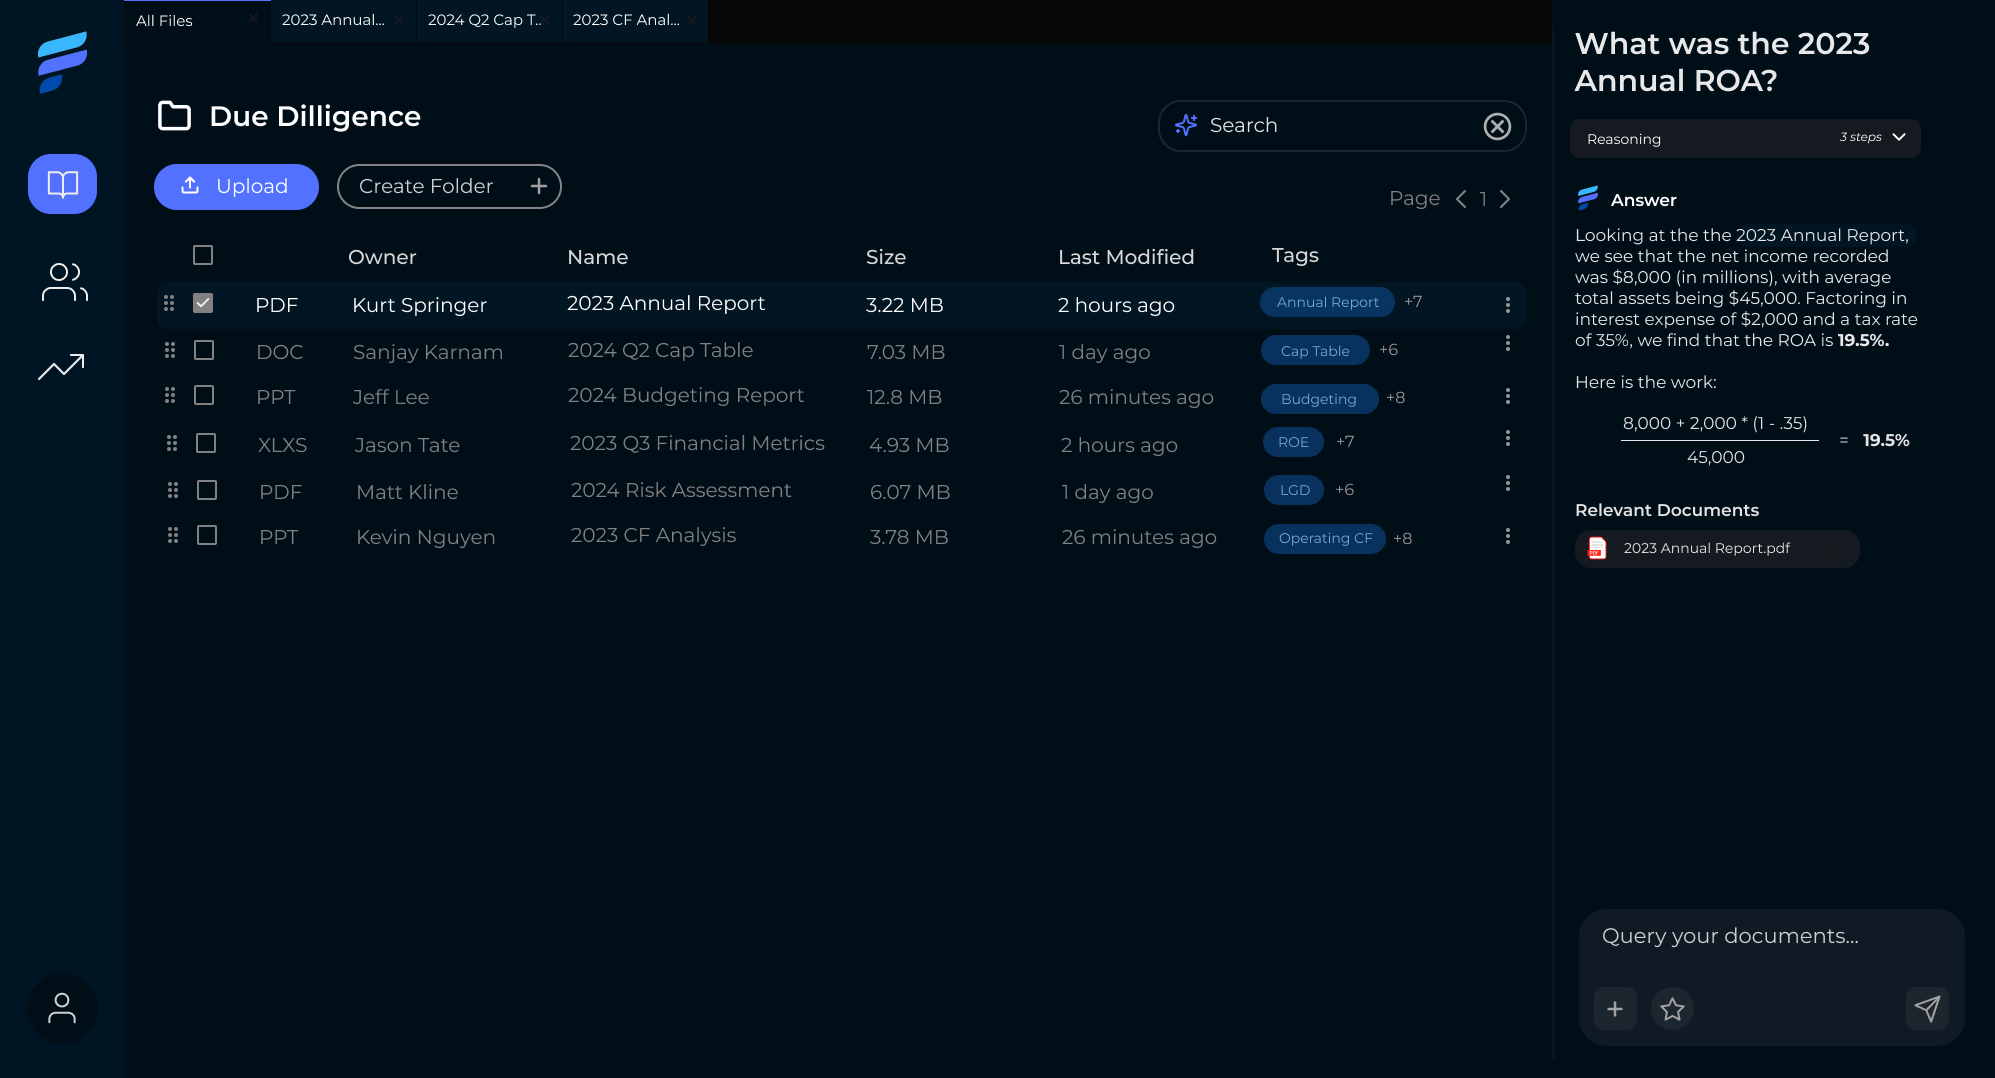 All Files
2023 Annual...
2024 Q2 Cap T..
2023 CF Anal...
Due Dilligence
Search
Upload
Create Folder
Page 1
Owner Name Size Last Modified Tags
PDF Kurt Springer 2023 Annual Report 3.22 MB 2 hours ago Annual Report +7
DOC Sanjay Karnam 2024 Q2 Cap Table 7.03 MB 1 day ago Cap Table +6
PPT Jeff Lee 2024 Budgeting Report 12.8 MB 26 minutes ago Budgeting +8
XLXS Jason Tate 2023 Q3 Financial Metrics 4.93 MB 2 hours ago ROE +7
PDF Matt Kline 2024 Risk Assessment 6.07 MB 1 day ago LGD +6
PPT Kevin Nguyen 2023 CF Analysis 3.78 MB 26 minutes ago Operating CF +8
What was the 2023
Annual ROA?
Reasoning 3 steps
Answer
Looking at the the 2023 Annual Report,
we see that the net income recorded
was $8,000 (in millions), with average
total assets being $45,000. Factoring in
interest expense of $2,000 and a tax rate
of 35%, we find that the ROA is 19.5%.
Here is the work:
8,000 + 2,000 * (1 - .35)
= 19.5%
45,000
Relevant Documents
PDF 2023 Annual Report.pdf
Query your documents...